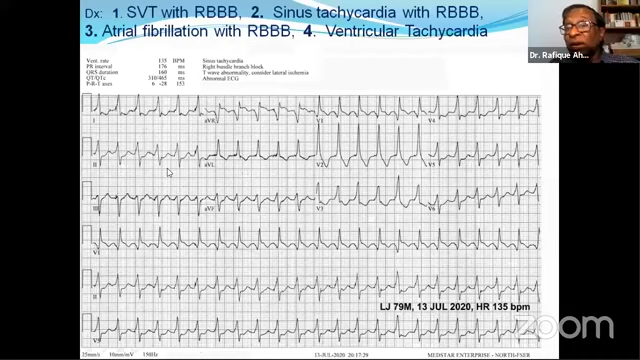 Dx: 1. SVT with RBBB, 2. Sinus tachycardia with RBBB,
3. Atrial fibrillation with RBBB, 4. Ventricular Tachycardia
Dr. Rafique Ah...
Vent. rate 135 BPM Sinus tachycardia
PR interval 176 ms Right bundle branch block
QRS duration 160 ms T wave abnormality, consider lateral ischemia
QT/QTc 310/465 ms Abnormal ECG
P-R-T axes 6 -28 153
I aVR V1 V4
II aVL V2 V5
III aVF V3 V6
V1
II
LJ 79M, 13 JUL 2020, HR 135 bpm
zoom
V5
25mm/s 10mm/mV 150Hz 13-JUL-2020 20:17:29 MEDSTAR ENTERPRISE - NORTH-FSER